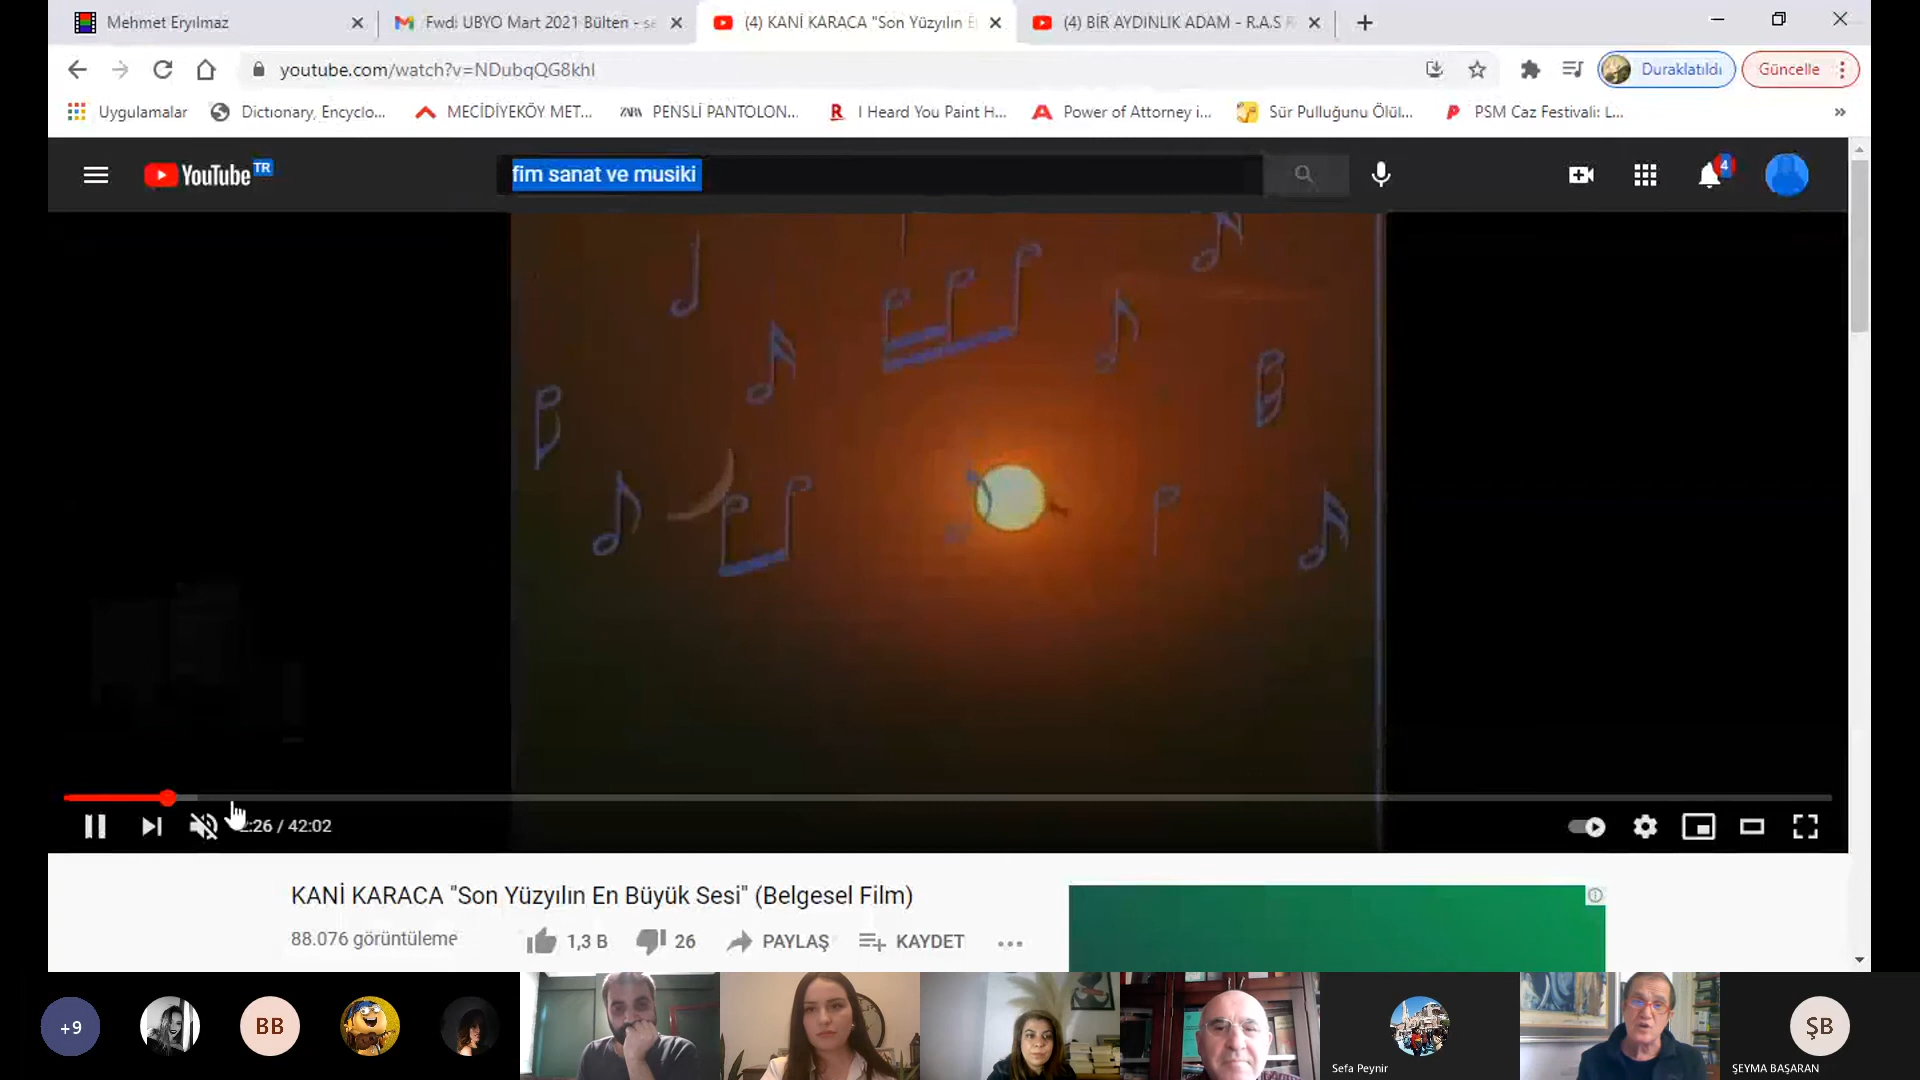 Mehmet Eryılmaz
Fwd: UBYO Mart 2021 Bülten - se
(4) KANİ KARACA "Son Yüzyılın E
(4) BİR AYDINLIK ADAM - R.A.S R
youtube.com/watch?v=NDubqQG8khI
Duraklatıldı
Güncelle
Uygulamalar
Dictionary, Encyclo...
MECİDİYEKÖY MET...
ZARA
PENSLİ PANTOLON...
I Heard You Paint H...
Power of Attorney i...
Sür Pulluğunu Ölül...
PSM Caz Festivali: L...
YouTube TR
fim sanat ve musiki
4
2:26 / 42:02
KANİ KARACA "Son Yüzyılın En Büyük Sesi" (Belgesel Film)
88.076 görüntüleme
1,3 B
26
PAYLAŞ
KAYDET
+9
BB
Sefa Peynir
ŞB
ŞEYMA BAŞARAN